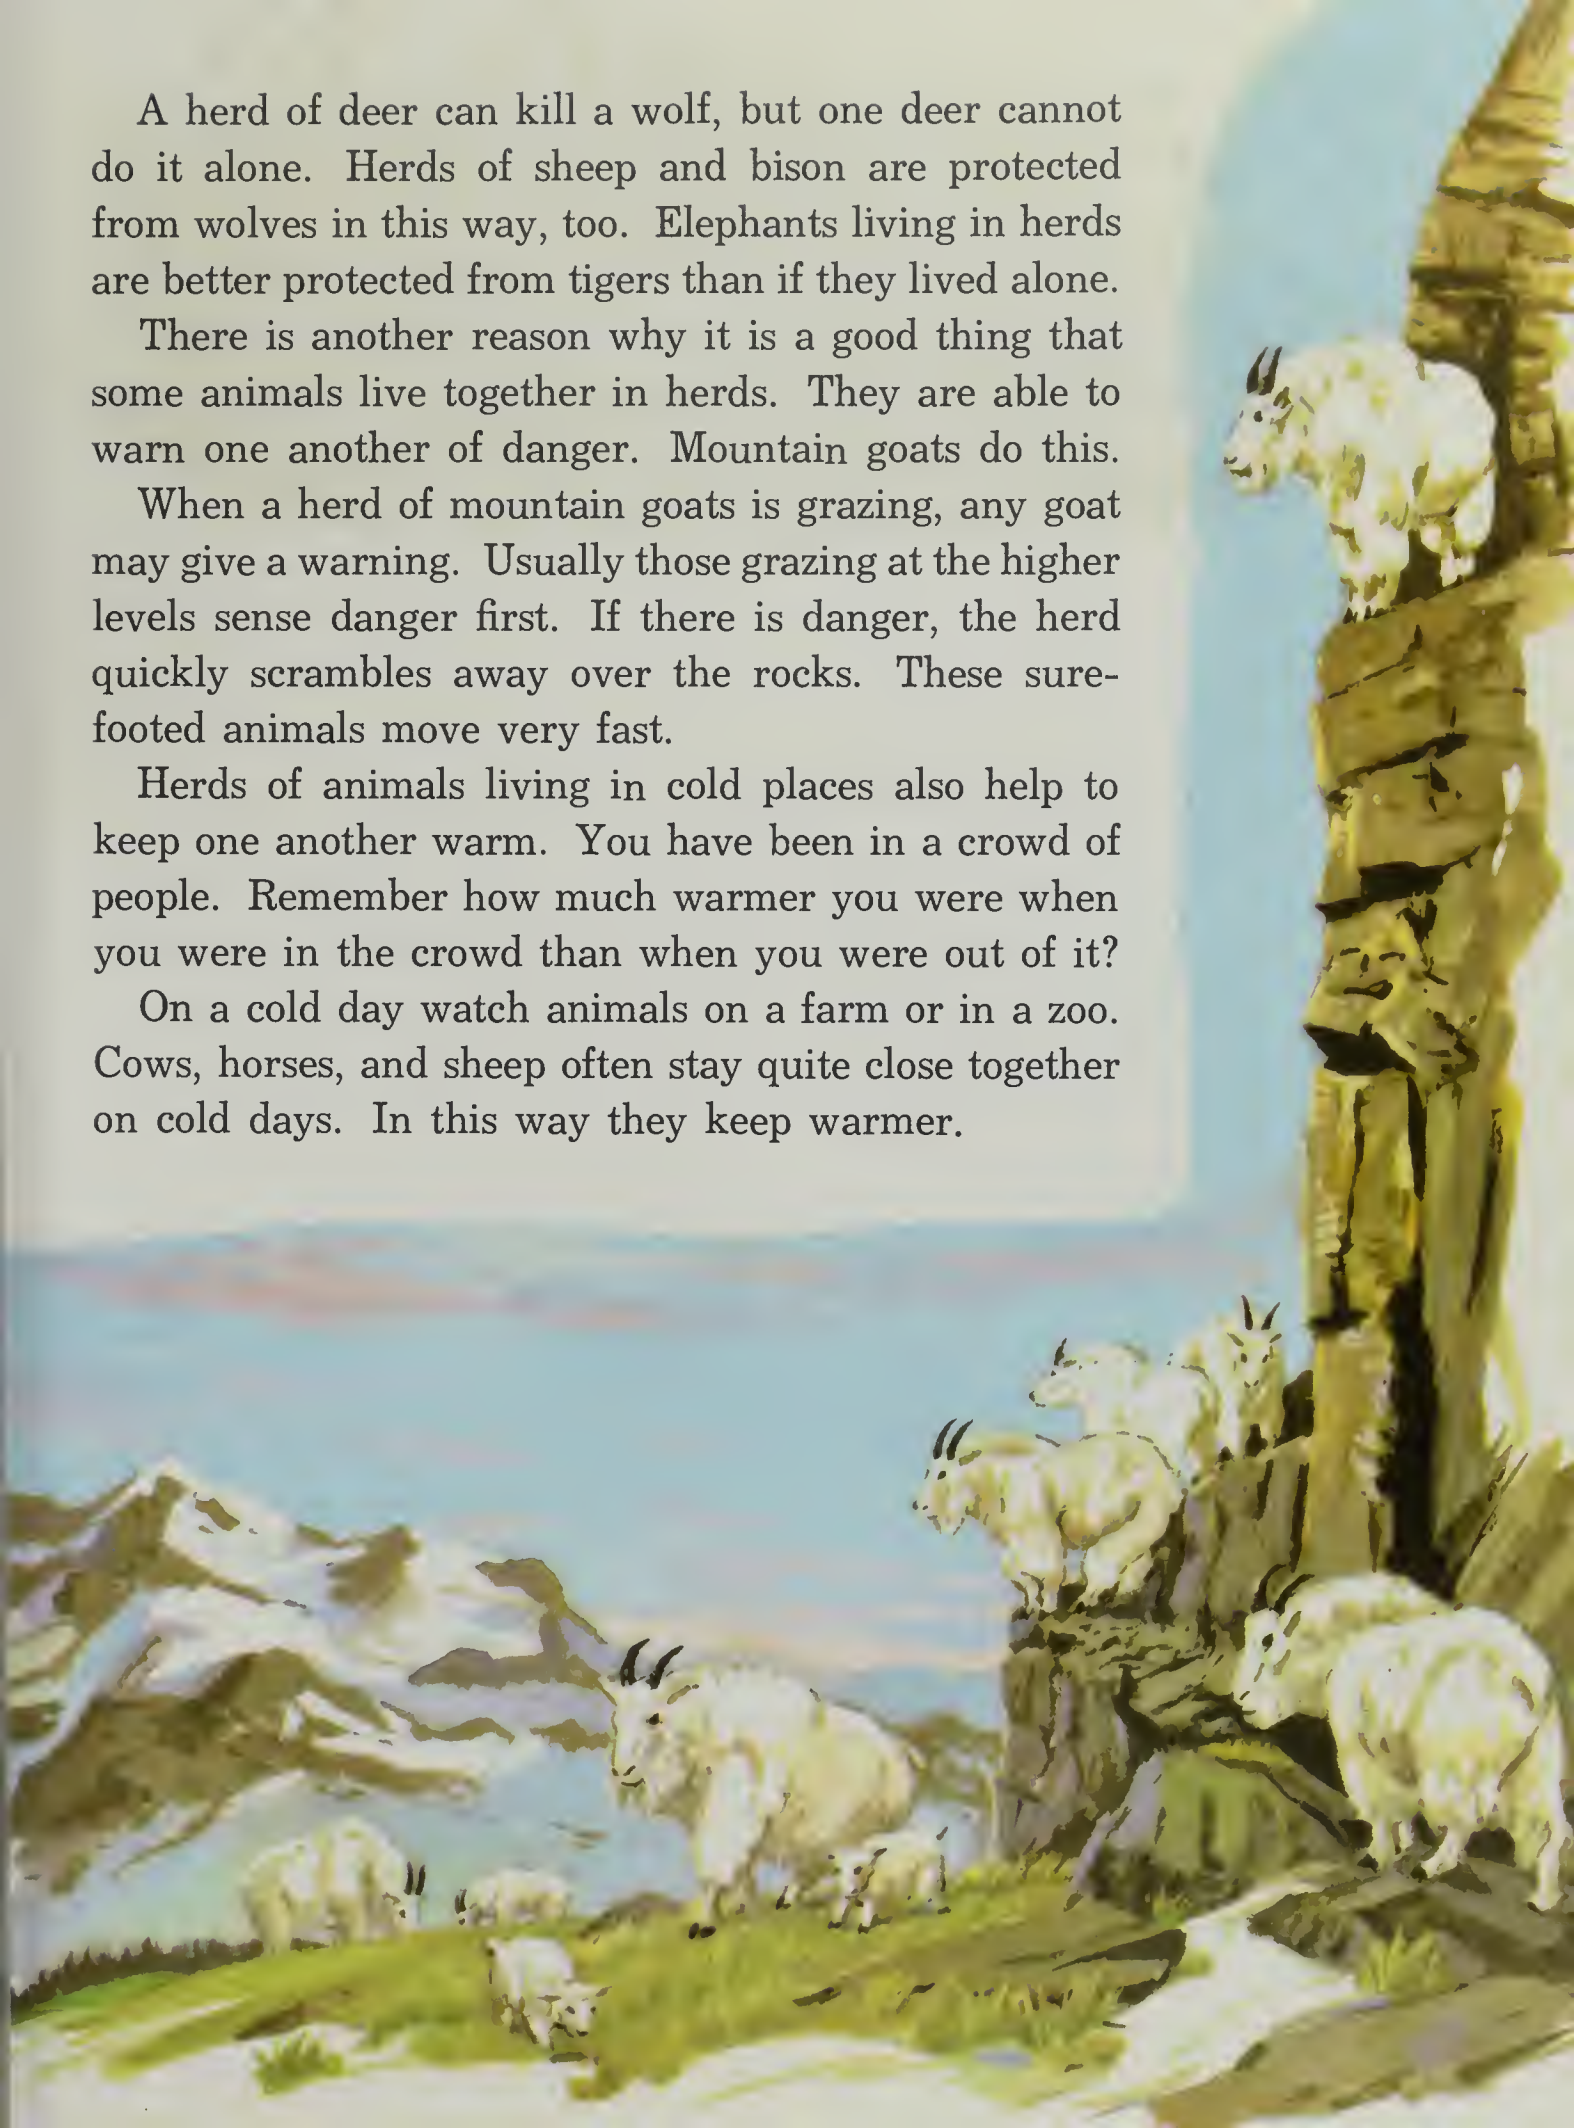 A herd of deer can kill a wolf, but one deer cannot
do it alone. Herds of sheep and bison are protected
from wolves in this way, too. Elephants living in herds
are better protected from tigers than if they lived alone.
There is another reason why it is a good thing that
some animals live together in herds. They are able to
warn one another of danger. Mountain goats do this.
When a herd of mountain goats is grazing, any goat
may give a warning. Usually those grazing at the higher
levels sense danger first. If there is danger, the herd
quickly scrambles away over the rocks. These sure-
footed animals move very fast.
Herds of animals living in cold places also help to
keep one another warm. You have been in a crowd of
people. Remember how much warmer you were when
you were in the crowd than when you were out of it?
On a cold day watch animals on a farm or in a zoo.
Cows, horses, and sheep often stay quite close together
on cold days. In this way they keep warmer.